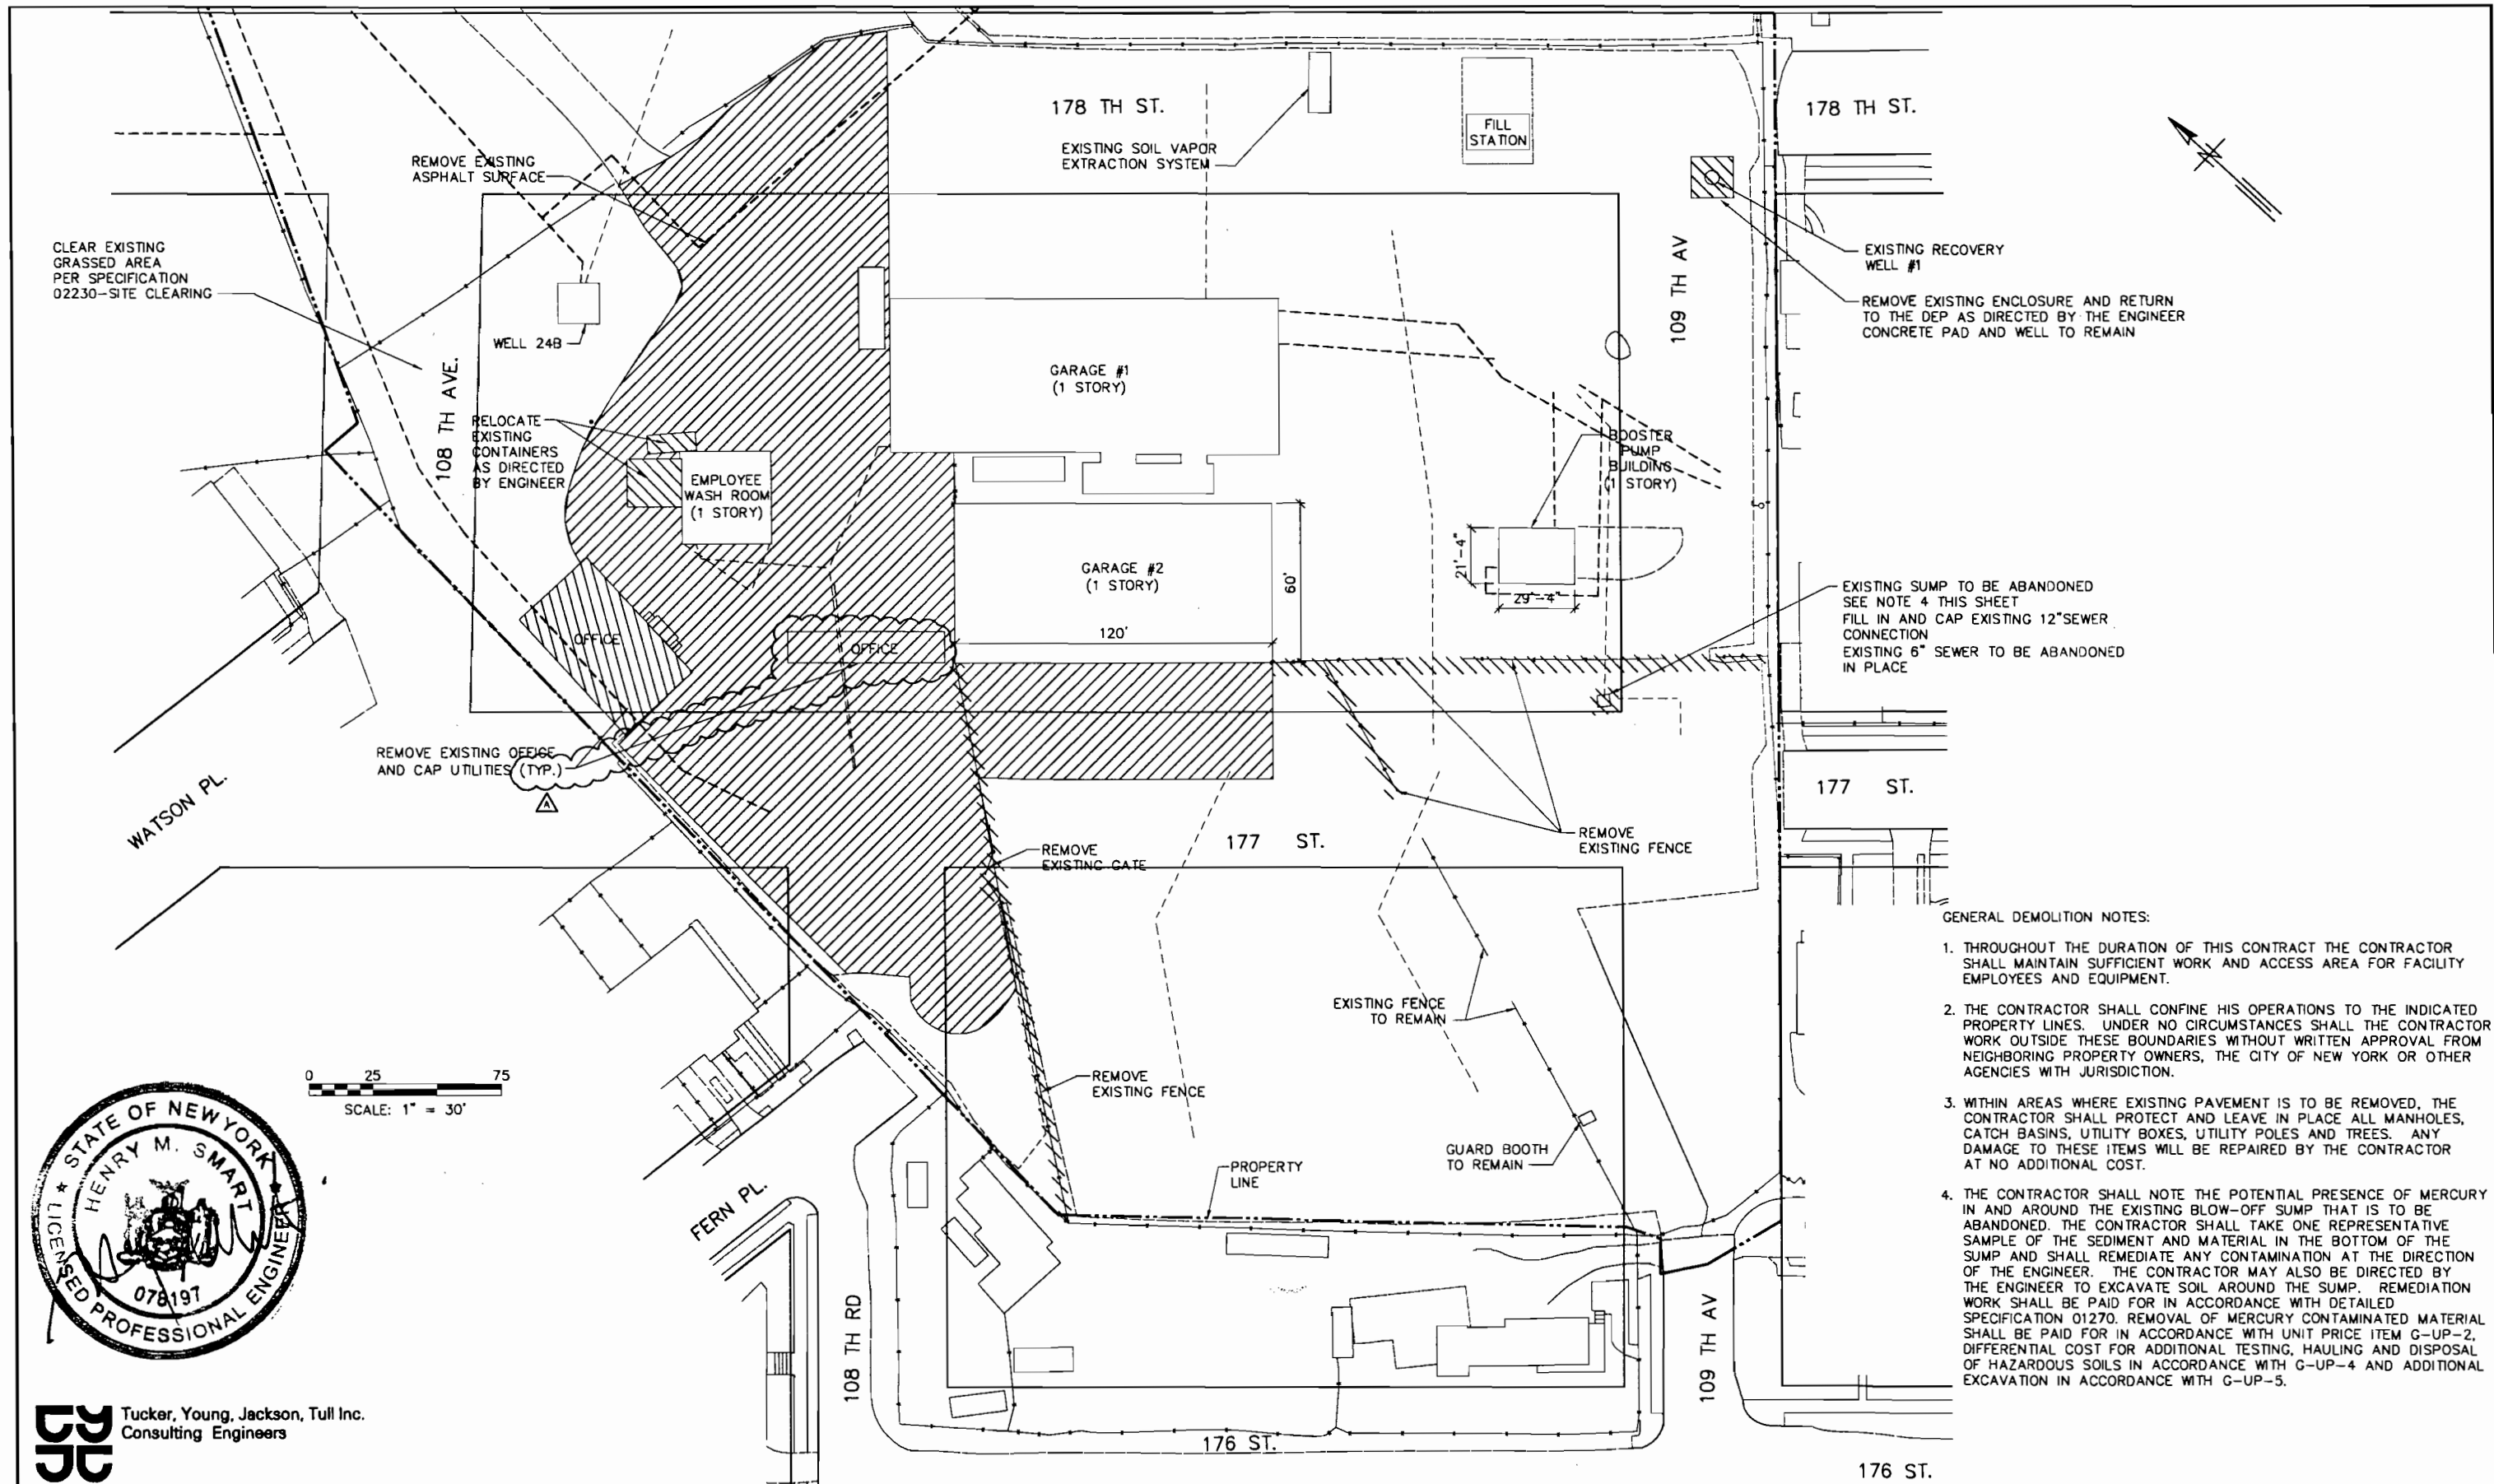 178 TH ST.
178 TH ST.
FILL
STATION
EXISTING SOIL VAPOR
EXTRACTION SYSTEM
REMOVE EXISTING
ASPHALT SURFACE
CLEAR EXISTING
GRASSED AREA
PER SPECIFICATION
02230-SITE CLEARING
109 TH AV
EXISTING RECOVERY
WELL #1
REMOVE EXISTING ENCLOSURE AND RETURN
TO THE DEP AS DIRECTED BY THE ENGINEER
CONCRETE PAD AND WELL TO REMAIN
WELL 24B
108 TH AVE.
GARAGE #1
(1 STORY)
RELOCATE
EXISTING
CONTAINERS
AS DIRECTED
BY ENGINEER
EMPLOYEE
WASH ROOM
(1 STORY)
BOOSTER
PUMP
BUILDING
(1 STORY)
GARAGE #2
(1 STORY)
60'
120'
21'-4"
29'-4"
OFFICE
OFFICE
EXISTING SUMP TO BE ABANDONED
SEE NOTE 4 THIS SHEET
FILL IN AND CAP EXISTING 12"SEWER
CONNECTION
EXISTING 6" SEWER TO BE ABANDONED
IN PLACE
REMOVE EXISTING OFFICE
AND CAP UTILITIES (TYP.)
A
WATSON PL.
177 ST.
177 ST.
REMOVE
EXISTING FENCE
REMOVE
EXISTING GATE
EXISTING FENCE
TO REMAIN
REMOVE
EXISTING FENCE
GUARD BOOTH
TO REMAIN
PROPERTY
LINE
0 25 75
SCALE: 1" = 30'
STATE OF NEW YORK
HENRY M. SMART
078197
LICENSED PROFESSIONAL ENGINEER
FERN PL.
108 TH RD
109 TH AV
176 ST.
176 ST.
GENERAL DEMOLITION NOTES:
1. THROUGHOUT THE DURATION OF THIS CONTRACT THE CONTRACTOR
SHALL MAINTAIN SUFFICIENT WORK AND ACCESS AREA FOR FACILITY
EMPLOYEES AND EQUIPMENT.
2. THE CONTRACTOR SHALL CONFINE HIS OPERATIONS TO THE INDICATED
PROPERTY LINES. UNDER NO CIRCUMSTANCES SHALL THE CONTRACTOR
WORK OUTSIDE THESE BOUNDARIES WITHOUT WRITTEN APPROVAL FROM
NEIGHBORING PROPERTY OWNERS, THE CITY OF NEW YORK OR OTHER
AGENCIES WITH JURISDICTION.
3. WITHIN AREAS WHERE EXISTING PAVEMENT IS TO BE REMOVED, THE
CONTRACTOR SHALL PROTECT AND LEAVE IN PLACE ALL MANHOLES,
CATCH BASINS, UTILITY BOXES, UTILITY POLES AND TREES. ANY
DAMAGE TO THESE ITEMS WILL BE REPAIRED BY THE CONTRACTOR
AT NO ADDITIONAL COST.
4. THE CONTRACTOR SHALL NOTE THE POTENTIAL PRESENCE OF MERCURY
IN AND AROUND THE EXISTING BLOW-OFF SUMP THAT IS TO BE
ABANDONED. THE CONTRACTOR SHALL TAKE ONE REPRESENTATIVE
SAMPLE OF THE SEDIMENT AND MATERIAL IN THE BOTTOM OF THE
SUMP AND SHALL REMEDIATE ANY CONTAMINATION AT THE DIRECTION
OF THE ENGINEER. THE CONTRACTOR MAY ALSO BE DIRECTED BY
THE ENGINEER TO EXCAVATE SOIL AROUND THE SUMP. REMEDIATION
WORK SHALL BE PAID FOR IN ACCORDANCE WITH DETAILED
SPECIFICATION 01270. REMOVAL OF MERCURY CONTAMINATED MATERIAL
SHALL BE PAID FOR IN ACCORDANCE WITH UNIT PRICE ITEM G-UP-2,
DIFFERENTIAL COST FOR ADDITIONAL TESTING, HAULING AND DISPOSAL
OF HAZARDOUS SOILS IN ACCORDANCE WITH G-UP-4 AND ADDITIONAL
EXCAVATION IN ACCORDANCE WITH G-UP-5.
Tucker, Young, Jackson, Tull Inc.
Consulting Engineers